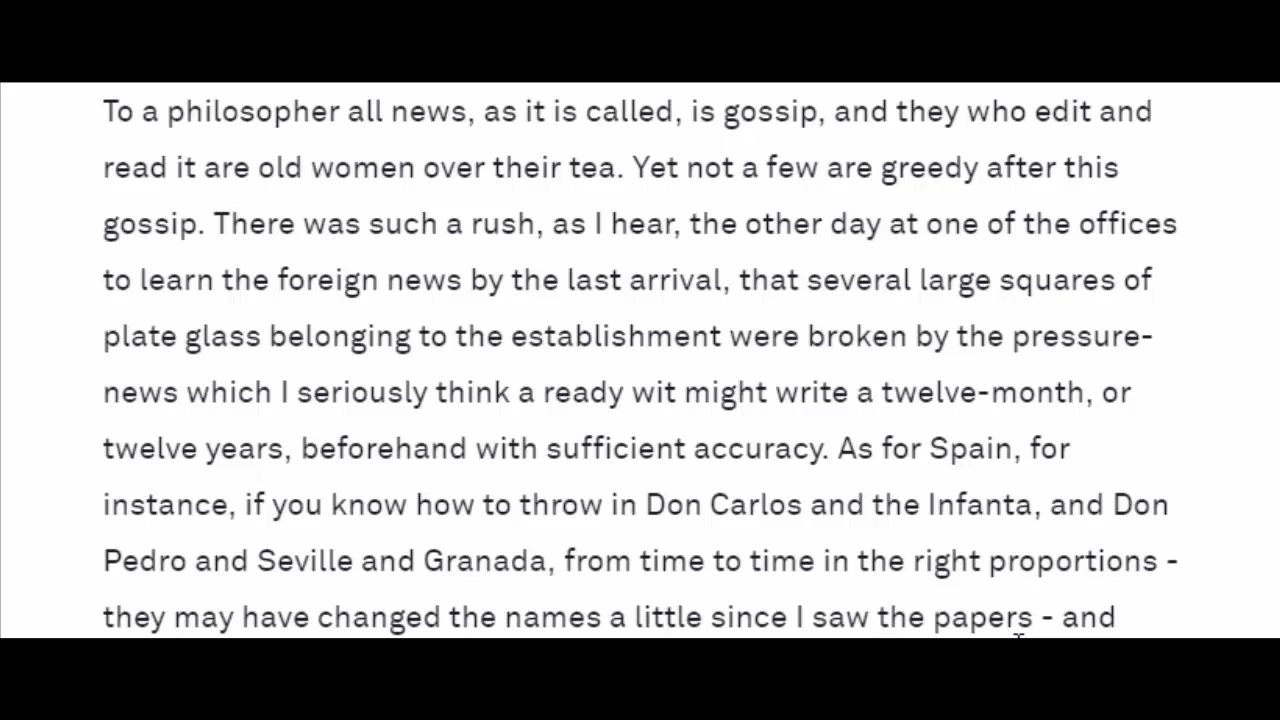 To a philosopher all news, as it is called, is gossip, and they who edit and
read it are old women over their tea. Yet not a few are greedy after this
gossip. There was such a rush, as I hear, the other day at one of the offices
to learn the foreign news by the last arrival, that several large squares of
plate glass belonging to the establishment were broken by the pressure-
news which I seriously think a ready wit might write a twelve-month, or
twelve years, beforehand with sufficient accuracy. As for Spain, for
instance, if you know how to throw in Don Carlos and the Infanta, and Don
Pedro and Seville and Granada, from time to time in the right proportions -
they may have changed the names a little since I saw the papers - and